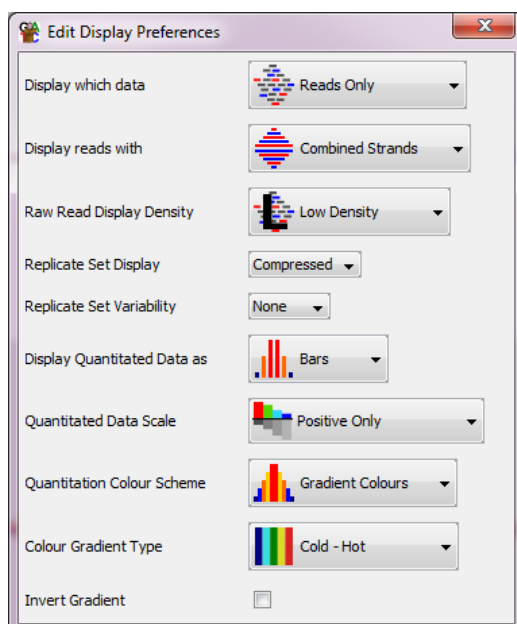 Edit Display Preferences
Display which data Reads Only
Display reads with Combined Strands
Raw Read Display Density L Low Density
Replicate Set Display Compressed
Replicate Set Variability None
Display Quantitated Data as Bars
Quantitated Data Scale Positive Only
Quantitation Colour Scheme Gradient Colours
Colour Gradient Type Cold - Hot
Invert Gradient